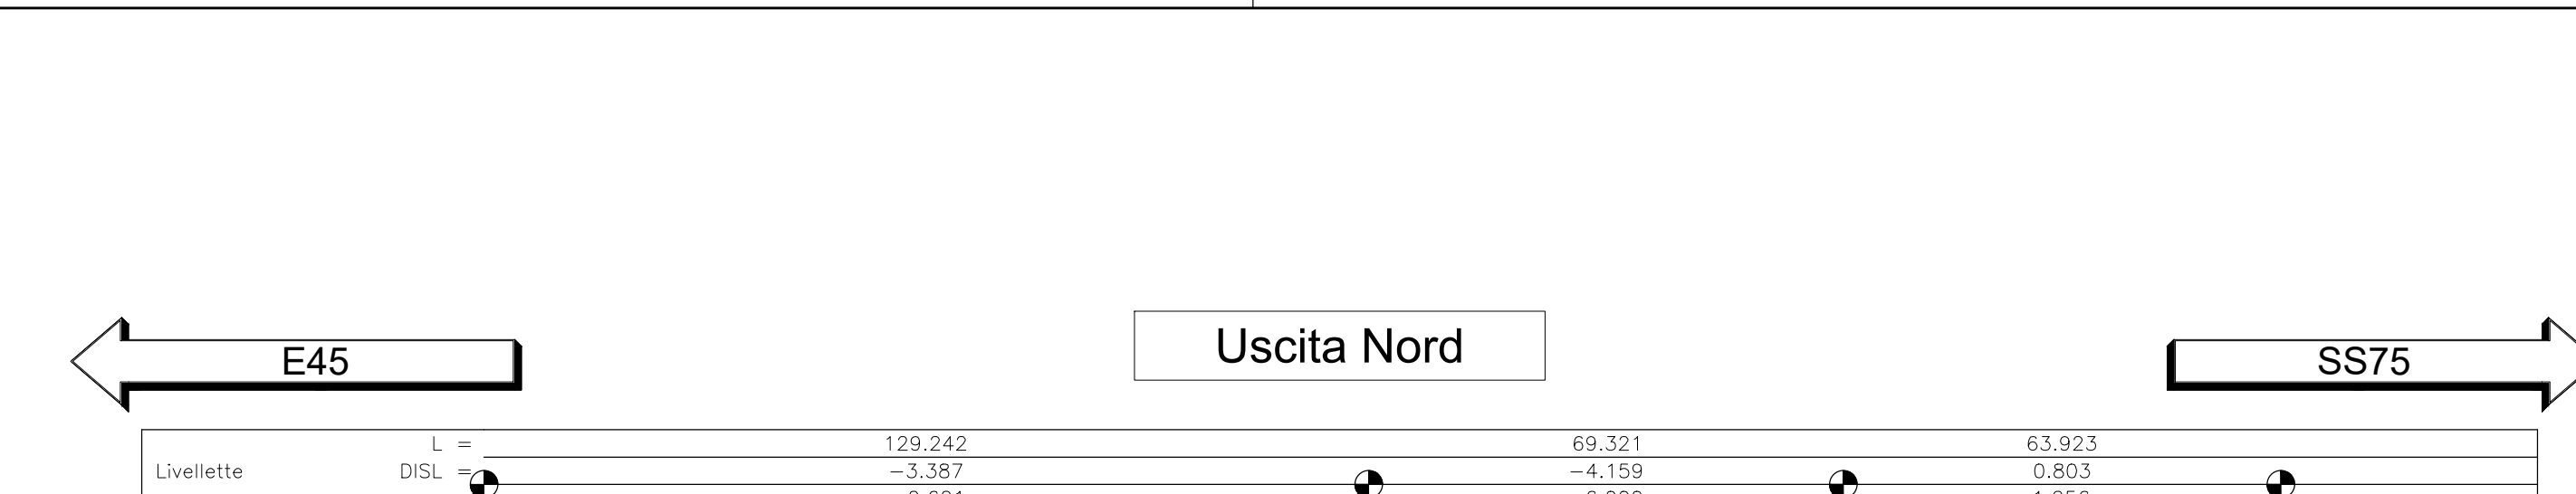 Uscita Nord
E45
SS75
L = 129.242 69.321 63.923
Livellette DISL = -3.387 -4.159 0.803